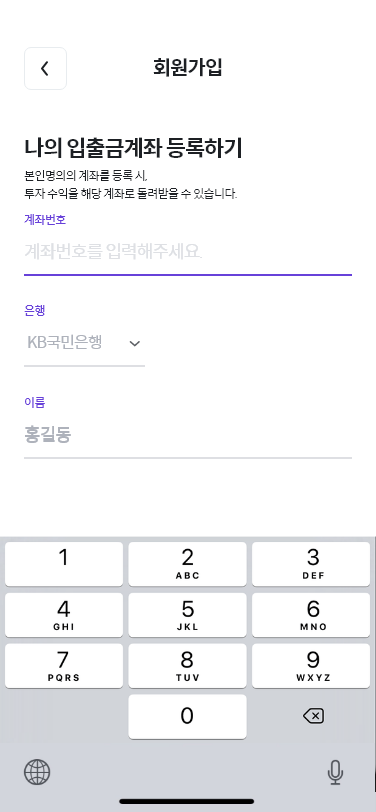 회원가입
나의 입출금계좌 등록하기
본인명의의 계좌를 등록 시,
투자 수익을 해당 계좌로 돌려받을 수 있습니다.
계좌번호
계좌번호를 입력해주세요.
은행
KB국민은행
이름
홍길동
1 2 3
ABC DEF
4 5 6
GHI JKL MNO
7 8 9
PQRS TUV WXYZ
0